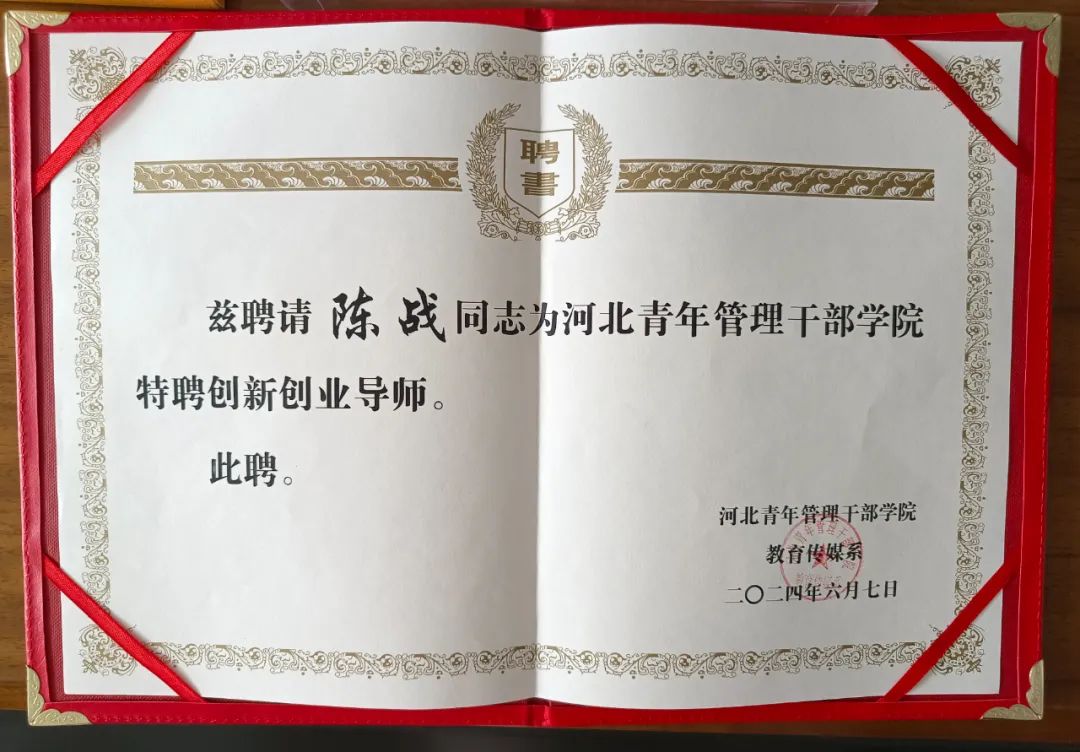 聘書
兹聘请 陈战 同志为河北青年管理干部学院
特聘创新创业导师。
此聘。
河北青年管理干部学院
教育传媒系
二〇二四年六月七日